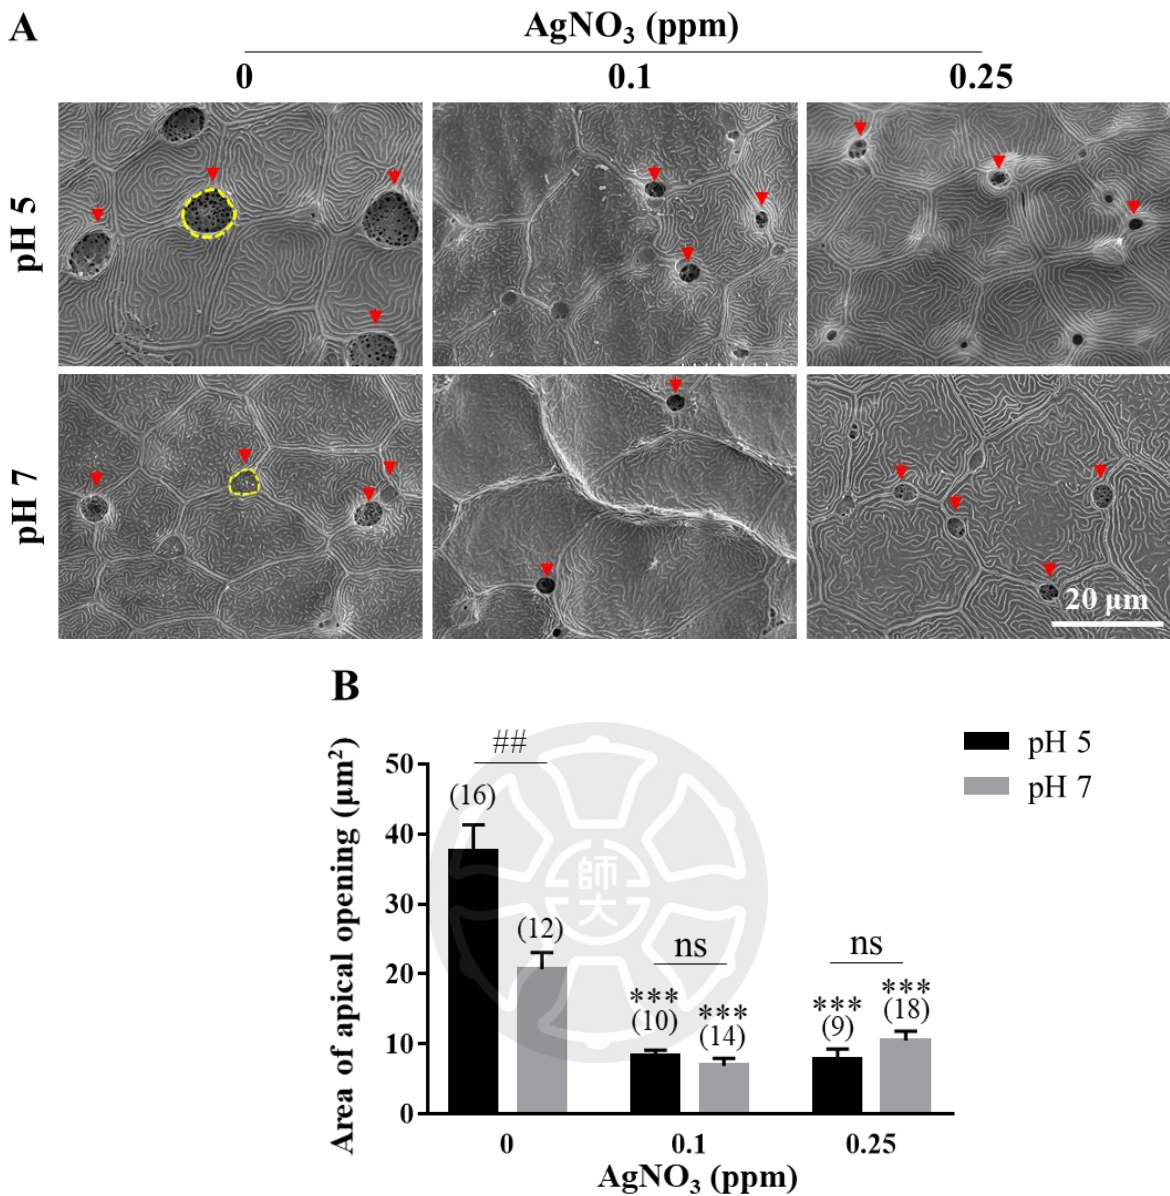 A
AgNO₃ (ppm)
0 0.1 0.25
pH 5
pH 7
20 µm
B
Area of apical opening (µm²)
50
40
30
20
10
0
##
(16)
(12)
ns
***
(10)
***
(14)
ns
***
(9)
***
(18)
師大
pH 5
pH 7
0 0.1 0.25
AgNO₃ (ppm)